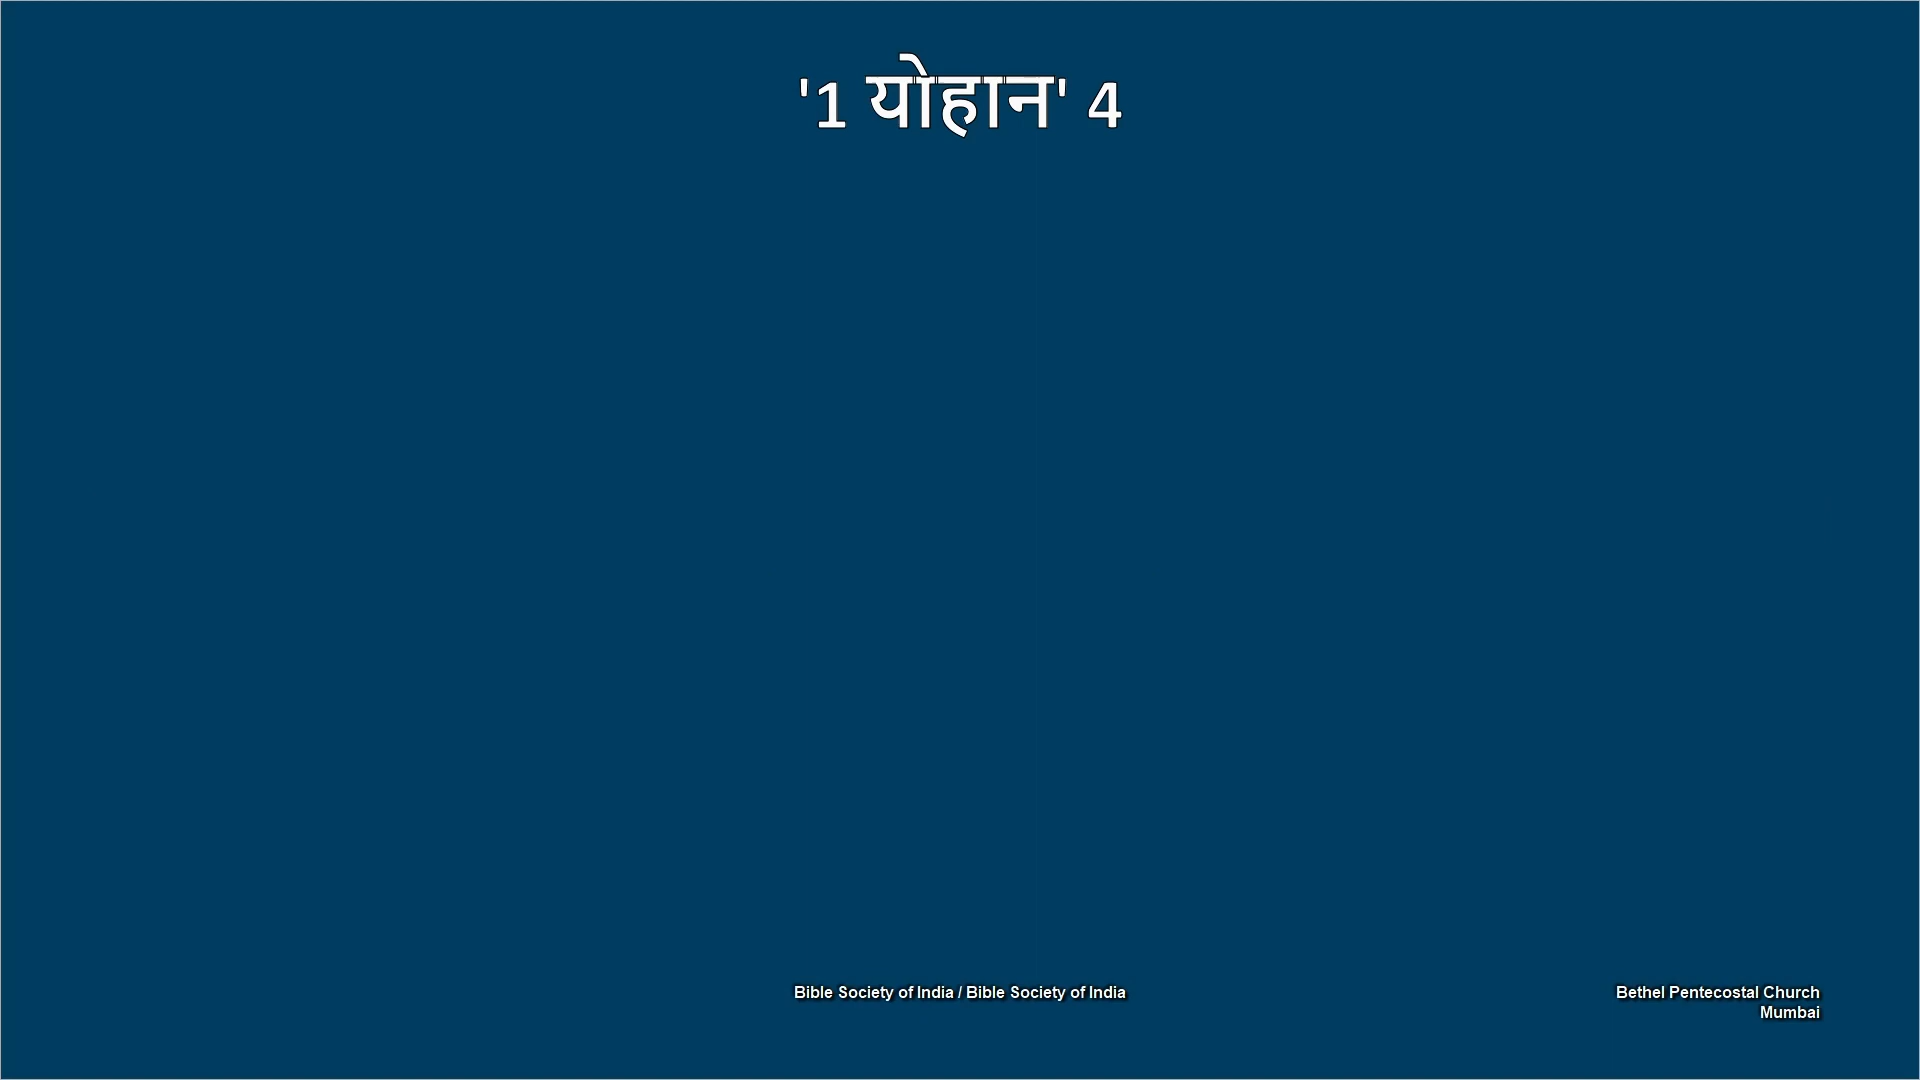 '1 योहान' 4
Bible Society of India / Bible Society of India
Bethel Pentecostal Church
Mumbai